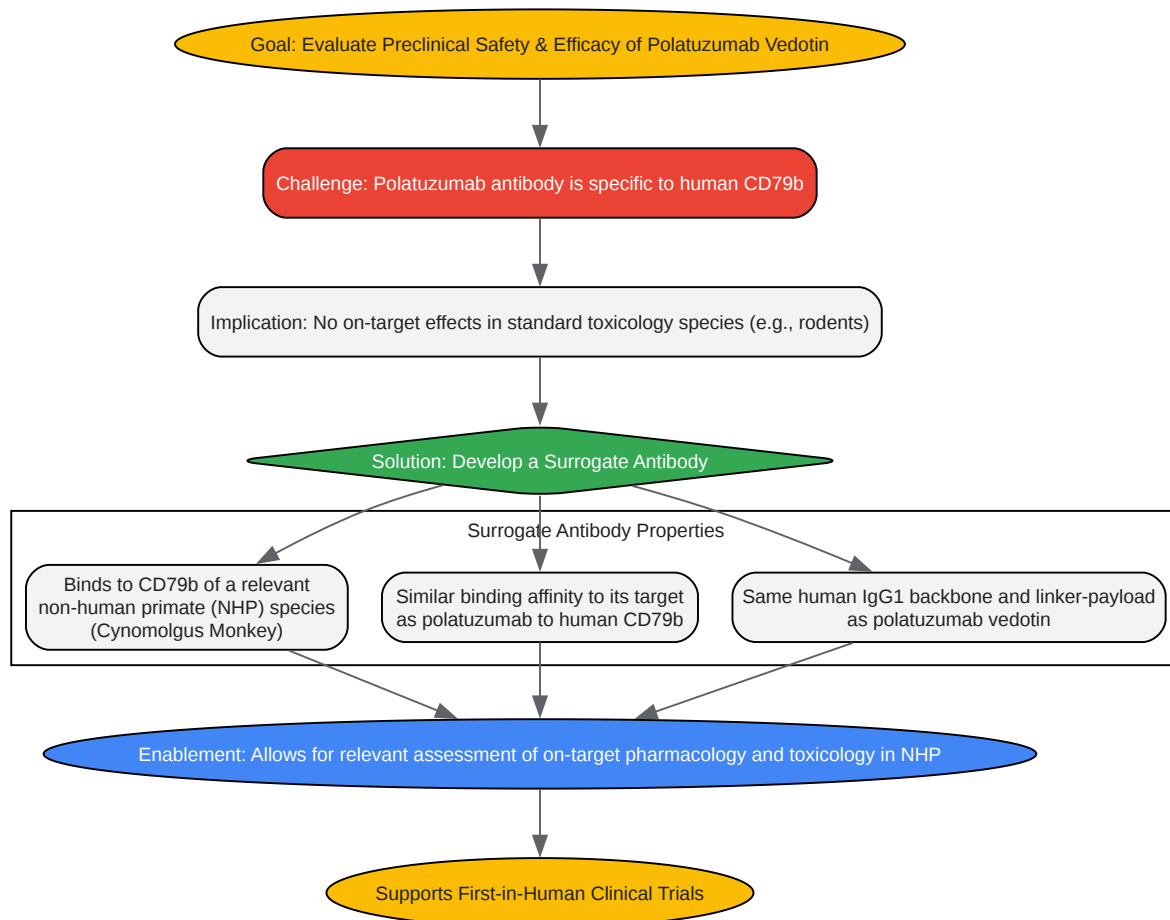 Goal: Evaluate Preclinical Safety & Efficacy of Polatuzumab Vedotin
Challenge: Polatuzumab antibody is specific to human CD79b
Implication: No on-target effects in standard toxicology species (e.g., rodents)
Solution: Develop a Surrogate Antibody
Surrogate Antibody Properties
Binds to CD79b of a relevant
non-human primate (NHP) species
(Cynomolgus Monkey)
Similar binding affinity to its target
as polatuzumab to human CD79b
Same human IgG1 backbone and linker-payload
as polatuzumab vedotin
Enablement: Allows for relevant assessment of on-target pharmacology and toxicology in NHP
Supports First-in-Human Clinical Trials